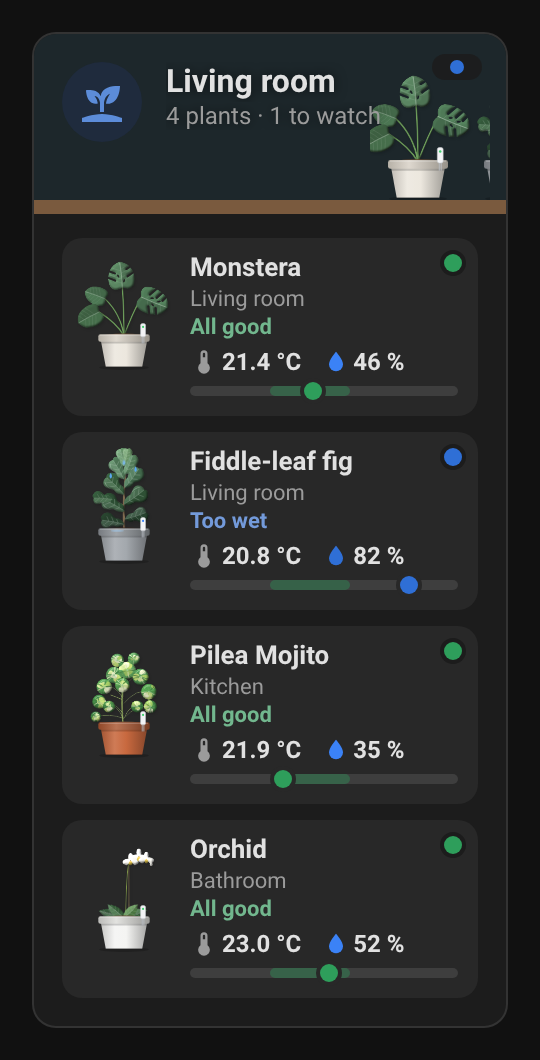 Living room
4 plants · 1 to watch
Monstera
Living room
All good
21.4 °C 46 %
Fiddle-leaf fig
Living room
Too wet
20.8 °C 82 %
Pilea Mojito
Kitchen
All good
21.9 °C 35 %
Orchid
Bathroom
All good
23.0 °C 52 %